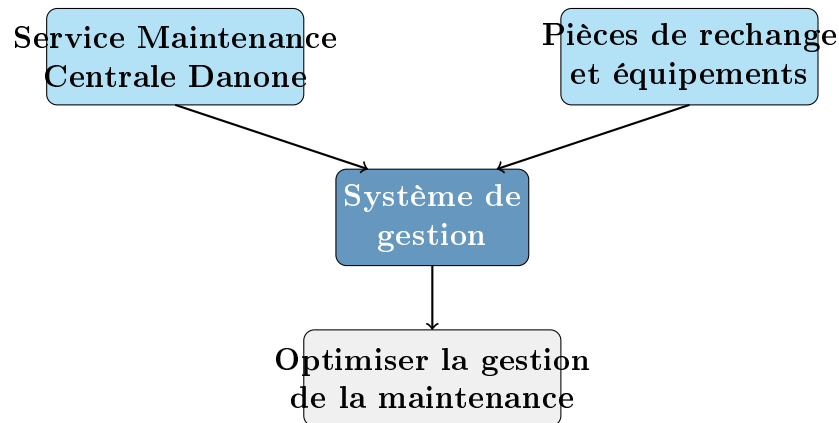 Service Maintenance
Centrale Danone
Pièces de rechange
et équipements
Système de
gestion
Optimiser la gestion
de la maintenance